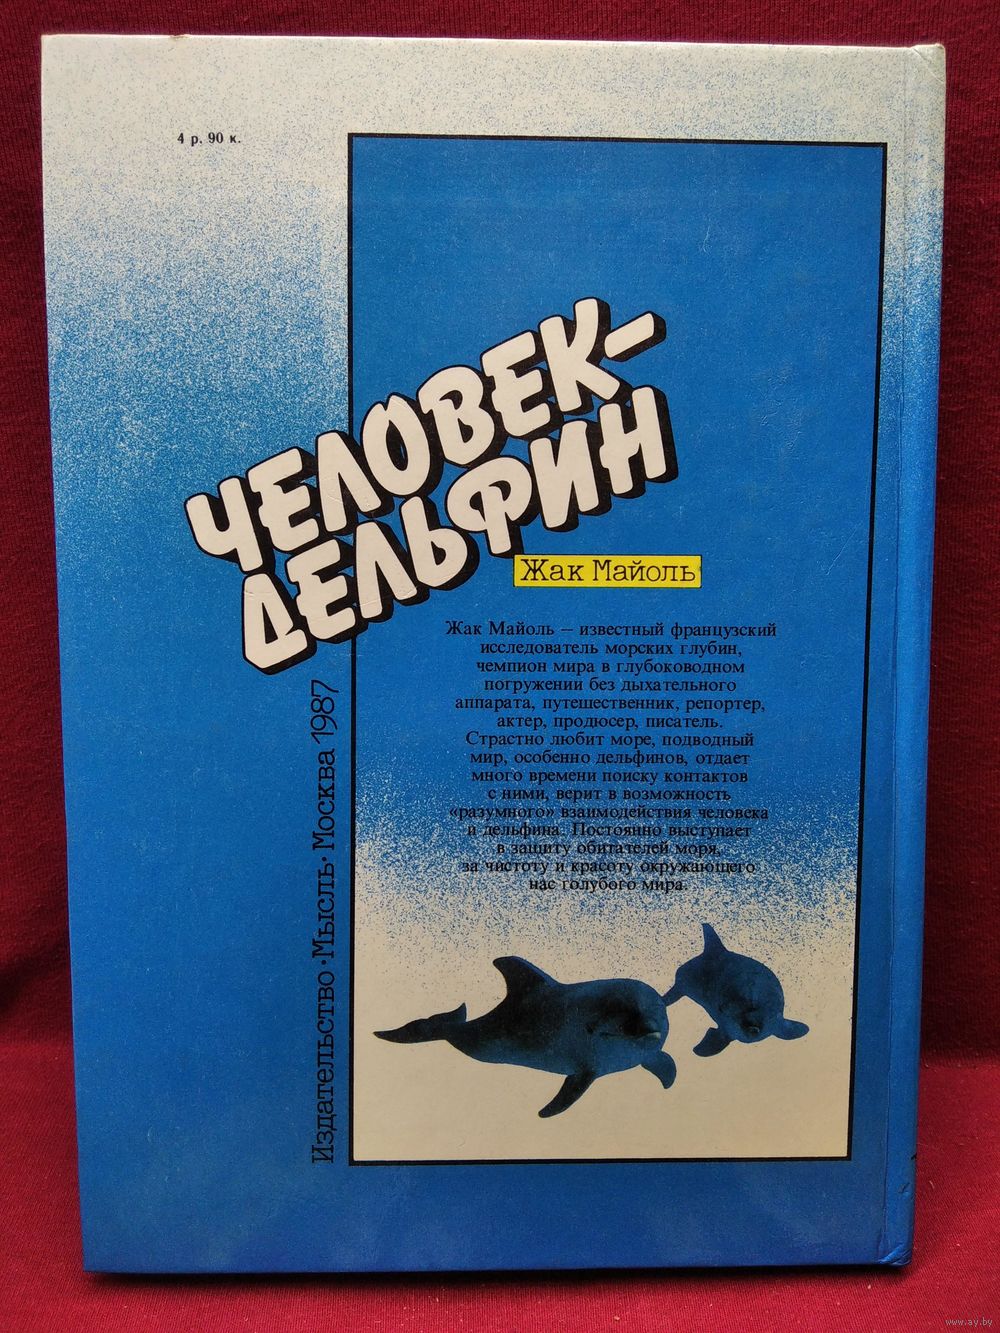 4 р. 90 к.
ЧЕЛОВЕК-
ДЕЛЬФИН
Жак Майоль
Жак Майоль — известный французский
исследователь морских глубин,
чемпион мира в глубоководном
погружении без дыхательного
аппарата, путешественник, репортер,
актер, продюсер, писатель.
Страстно любит море, подводный
мир, особенно дельфинов, отдает
много времени поиску контактов
с ними, верит в возможность
«разумного» взаимодействия человека
и дельфина. Постоянно выступает
в защиту обитателей моря,
за чистоту и красоту окружающего
нас голубого мира.
Издательство·Мысль·Москва 1987
www.ay.by